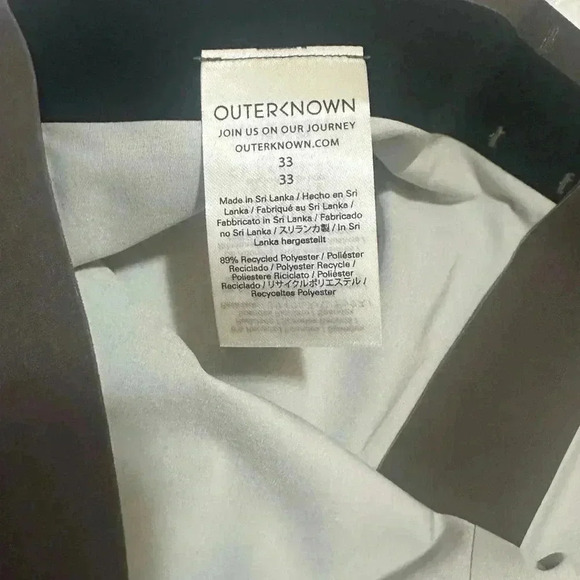 OUTERKNOWN
JOIN US ON OUR JOURNEY
OUTERKNOWN.COM
33
33
Made in Sri Lanka / Hecho en Sri
Lanka / Fabriqué au Sri Lanka /
Fabbricato in Sri Lanka / Fabricado
no Sri Lanka / スリランカ製 / In Sri
Lanka hergestellt
89% Recycled Polyester / Poliéster
Reciclado / Polyester Recycle /
Poliestere Riciclato / Poliéster
Reciclado / リサイクルポリエステル /
Recyceltes Polyester